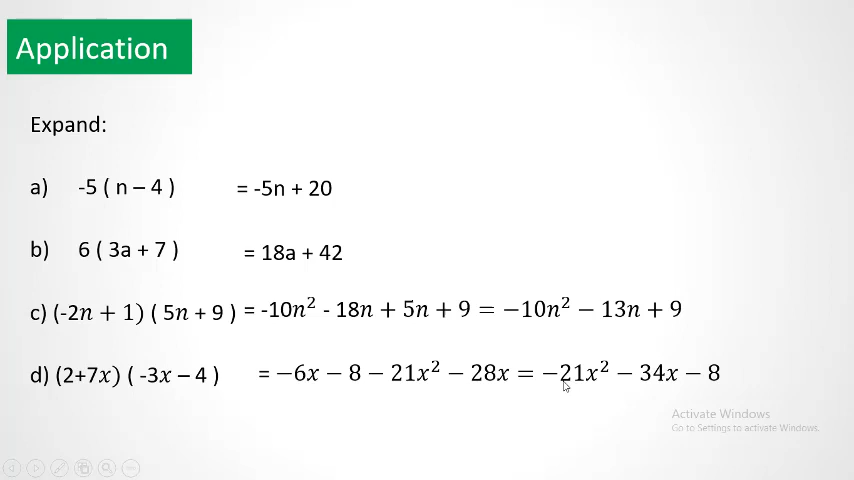 Application
Expand:
a) -5 ( n – 4 ) = -5n + 20
b) 6 ( 3a + 7 ) = 18a + 42
c) (-2𝑛 + 1) ( 5𝑛 + 9 ) = -10𝑛² - 18𝑛 + 5𝑛 + 9 = −10𝑛² − 13𝑛 + 9
d) (2+7𝑥) ( -3𝑥 – 4 ) = −6𝑥 − 8 − 21𝑥² − 28𝑥 = −21𝑥² − 34𝑥 − 8
Activate Windows
Go to Settings to activate Windows.